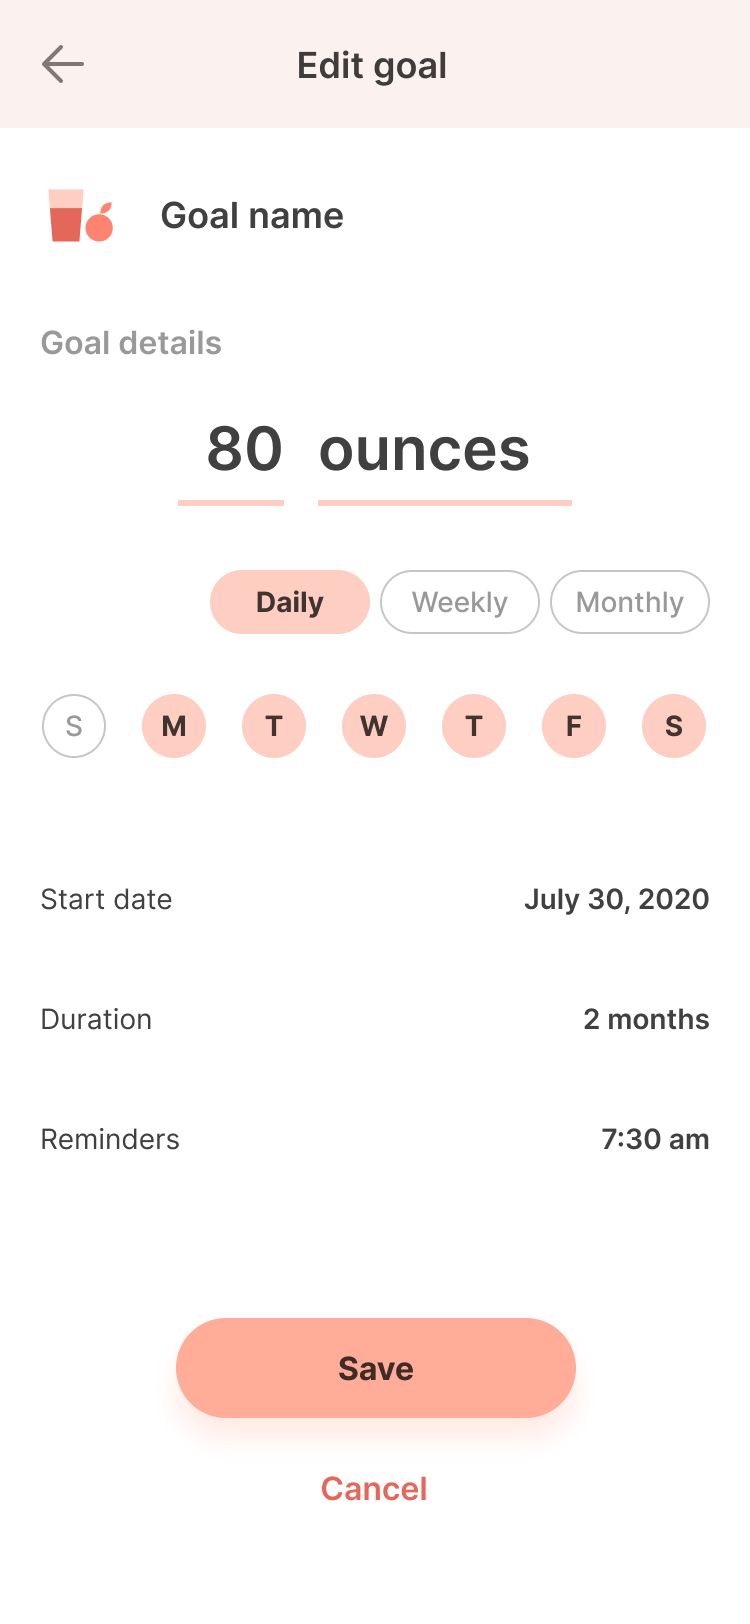 Edit goal
Goal name
Goal details
80 ounces
Daily Weekly Monthly
S M T W T F S
Start date July 30, 2020
Duration 2 months
Reminders 7:30 am
Save
Cancel